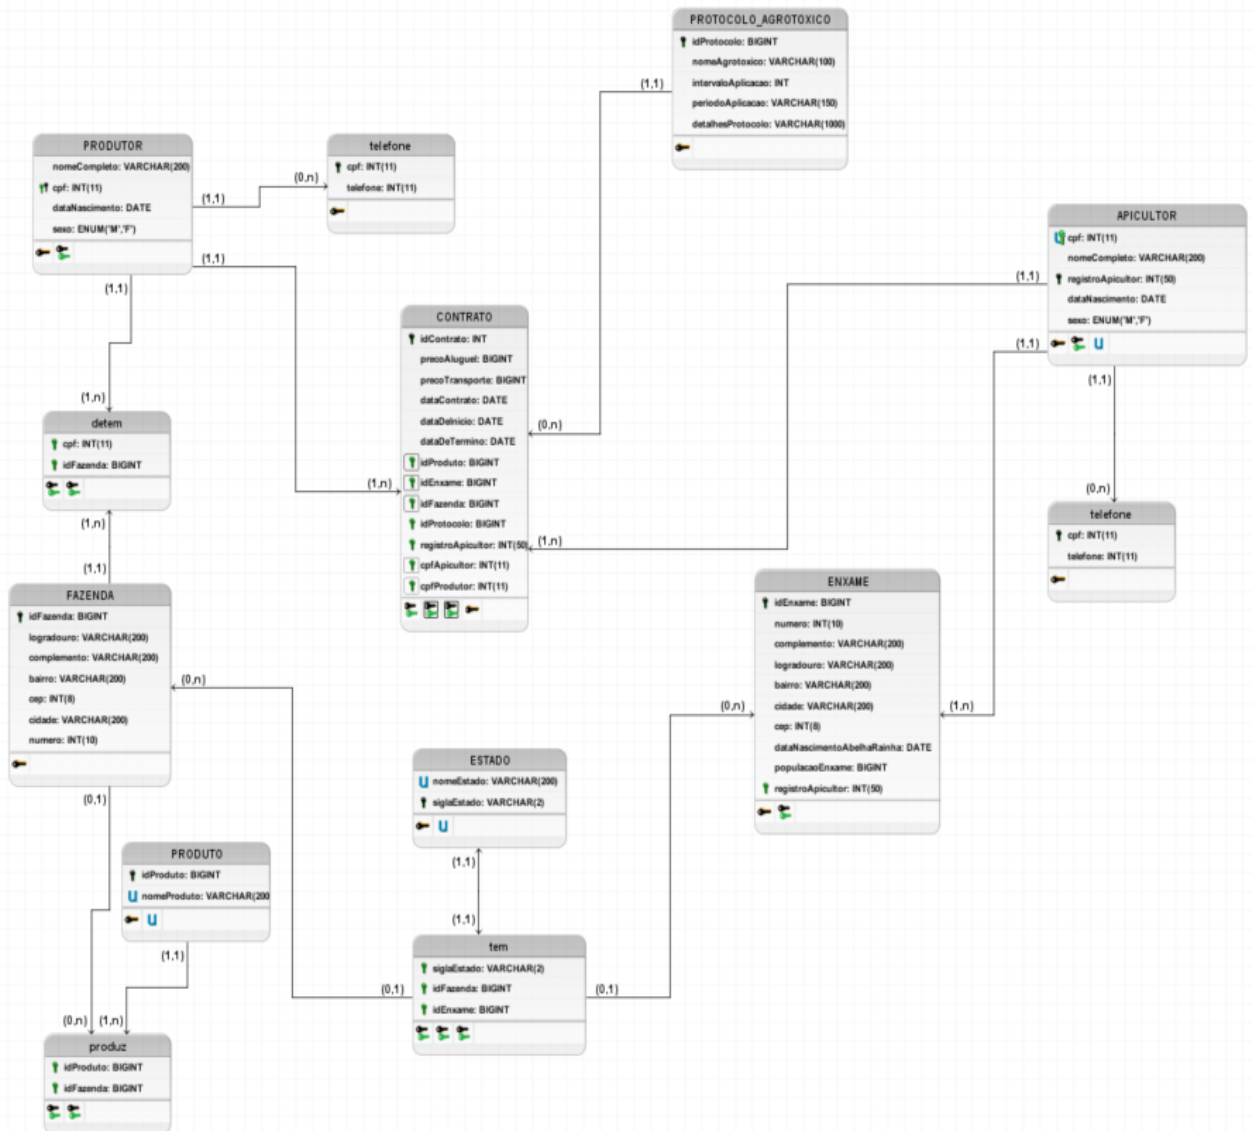 PROTOCOLO_AGROTOXICO
idProtocolo: BIGINT
nomeAgrotoxico: VARCHAR(100)
intervaloAplicacao: INT
periodoAplicacao: VARCHAR(150)
detalhesProtocolo: VARCHAR(1000)
(1,1)
PRODUTOR
nomeCompleto: VARCHAR(200)
cpf: INT(11)
dataNascimento: DATE
sexo: ENUM('M','F')
(1,1)
(0,n)
telefone
cpf: INT(11)
telefone: INT(11)
(1,1)
(1,1)
APICULTOR
U cpf: INT(11)
nomeCompleto: VARCHAR(200)
registroApicultor: INT(50)
dataNascimento: DATE
sexo: ENUM('M','F')
U
(1,1)
(1,1)
(1,1)
CONTRATO
idContrato: INT
precoAluguel: BIGINT
precoTransporte: BIGINT
dataContrato: DATE
dataDeInicio: DATE
dataDeTermino: DATE
idProduto: BIGINT
idEnxame: BIGINT
idFazenda: BIGINT
idProtocolo: BIGINT
registroApicultor: INT(50)
cpfApicultor: INT(11)
cpfProdutor: INT(11)
(0,n)
(1,n)
(1,n)
(1,n)
detem
cpf: INT(11)
idFazenda: BIGINT
(1,n)
(1,1)
(0,n)
telefone
cpf: INT(11)
telefone: INT(11)
FAZENDA
idFazenda: BIGINT
logradouro: VARCHAR(200)
complemento: VARCHAR(200)
bairro: VARCHAR(200)
cep: INT(8)
cidade: VARCHAR(200)
numero: INT(10)
(0,n)
(0,1)
ENXAME
idEnxame: BIGINT
numero: INT(10)
complemento: VARCHAR(200)
logradouro: VARCHAR(200)
bairro: VARCHAR(200)
cidade: VARCHAR(200)
cep: INT(8)
dataNascimentoAbelhaRainha: DATE
populacaoEnxame: BIGINT
registroApicultor: INT(50)
(0,n)
(1,n)
ESTADO
U nomeEstado: VARCHAR(200)
siglaEstado: VARCHAR(2)
U
(1,1)
(1,1)
PRODUTO
idProduto: BIGINT
U nomeProduto: VARCHAR(200
U
(1,1)
tem
siglaEstado: VARCHAR(2)
idFazenda: BIGINT
idEnxame: BIGINT
(0,1)
(0,1)
(0,n)
(1,n)
produz
idProduto: BIGINT
idFazenda: BIGINT